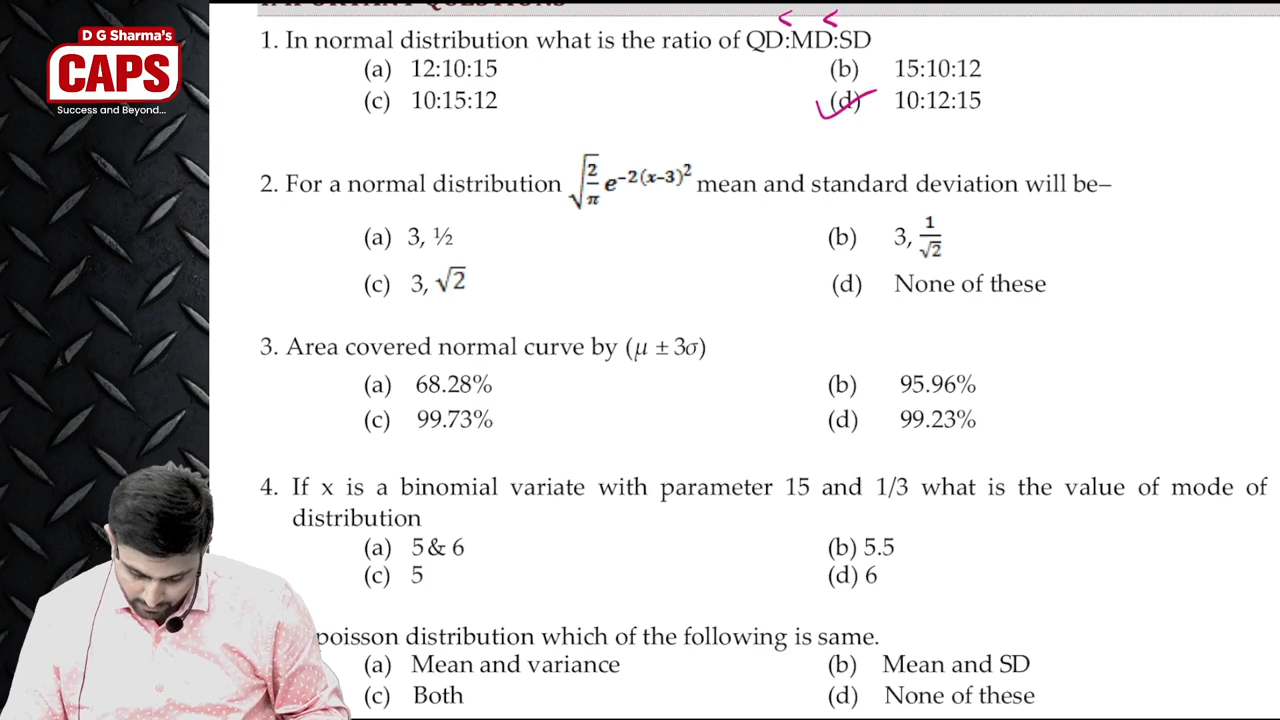 D G Sharma's
CAPS
Success and Beyond...
IMPORTANT QUESTIONS
1. In normal distribution what is the ratio of QD:MD:SD
(a) 12:10:15 (b) 15:10:12
(c) 10:15:12 (d) 10:12:15
2. For a normal distribution √(2/π) e^{-2(x-3)^2} mean and standard deviation will be–
(a) 3, ½ (b) 3, 1/√2
(c) 3, √2 (d) None of these
3. Area covered normal curve by (μ ± 3σ)
(a) 68.28% (b) 95.96%
(c) 99.73% (d) 99.23%
4. If x is a binomial variate with parameter 15 and 1/3 what is the value of mode of
distribution
(a) 5 & 6 (b) 5.5
(c) 5 (d) 6
poisson distribution which of the following is same.
(a) Mean and variance (b) Mean and SD
(c) Both (d) None of these